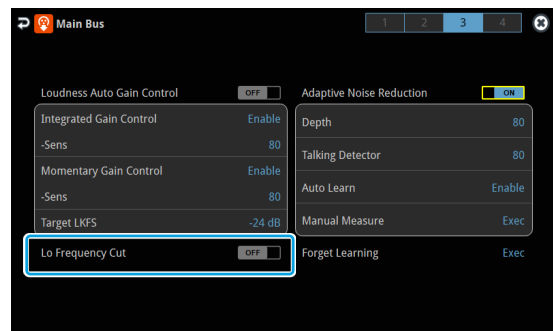 Main Bus
1 2 3 4
Loudness Auto Gain Control OFF
Integrated Gain Control Enable
-Sens 80
Momentary Gain Control Enable
-Sens 80
Target LKFS -24 dB
Lo Frequency Cut OFF
Adaptive Noise Reduction ON
Depth 80
Talking Detector 80
Auto Learn Enable
Manual Measure Exec
Forget Learning Exec